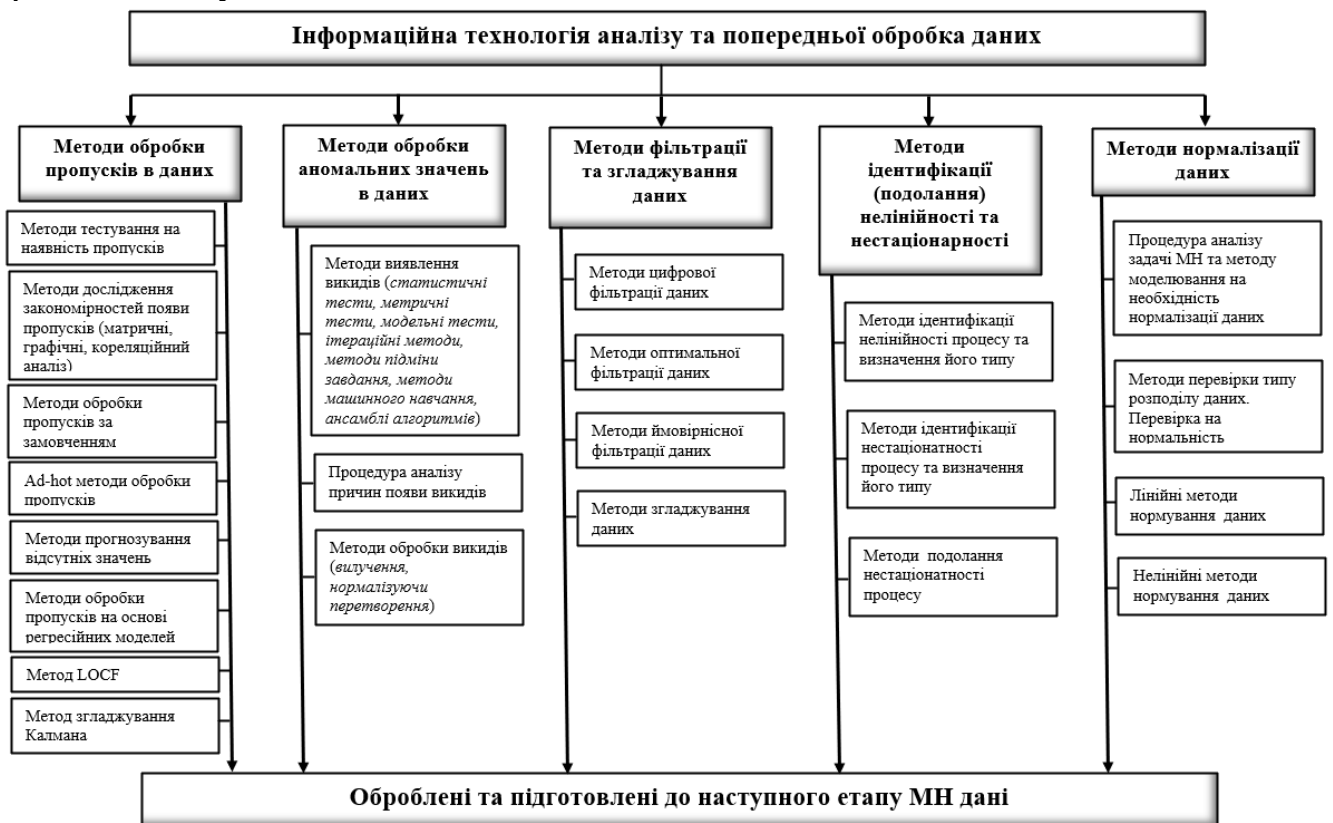 Інформаційна технологія аналізу та попередньої обробка даних
Методи обробки
пропусків в даних
Методи тестування на
наявність пропусків
Методи дослідження
закономірностей появи
пропусків (матричні,
графічні, кореляційний
аналіз)
Методи обробки
пропусків за
замовченням
Ad-hot методи обробки
пропусків
Методи прогнозування
відсутніх значень
Методи обробки
пропусків на основі
регресійних моделей
Метод LOCF
Метод згладжування
Калмана
Методи обробки
аномальних значень
в даних
Методи виявлення
викидів (статистичні
тести, метричні
тести, модельні тести,
ітераційні методи,
методи підміни
завдання, методи
машинного навчання,
ансамблі алгоритмів)
Процедура аналізу
причин появи викидів
Методи обробки викидів
(вилучення,
нормалізуючи
перетворення)
Методи фільтрації
та згладжування
даних
Методи цифрової
фільтрації даних
Методи оптимальної
фільтрації даних
Методи ймовірнісної
фільтрації даних
Методи згладжування
даних
Методи
ідентифікації
(подолання)
нелінійності та
нестаціонарності
Методи ідентифікації
нелінійності процесу та
визначення його типу
Методи ідентифікації
нестаціонатності
процесу та визначення
його типу
Методи подолання
нестаціонатності
процесу
Методи нормалізації
даних
Процедура аналізу
задачі МН та методу
моделювання на
необхідність
нормалізації даних
Методи перевірки типу
розподілу даних.
Перевірка на
нормальність
Лінійні методи
нормування даних
Нелінійні методи
нормування даних
Оброблені та підготовлені до наступного етапу МН дані